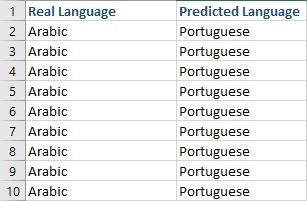 1 Real Language Predicted Language
2 Arabic Portuguese
3 Arabic Portuguese
4 Arabic Portuguese
5 Arabic Portuguese
6 Arabic Portuguese
7 Arabic Portuguese
8 Arabic Portuguese
9 Arabic Portuguese
10 Arabic Portuguese